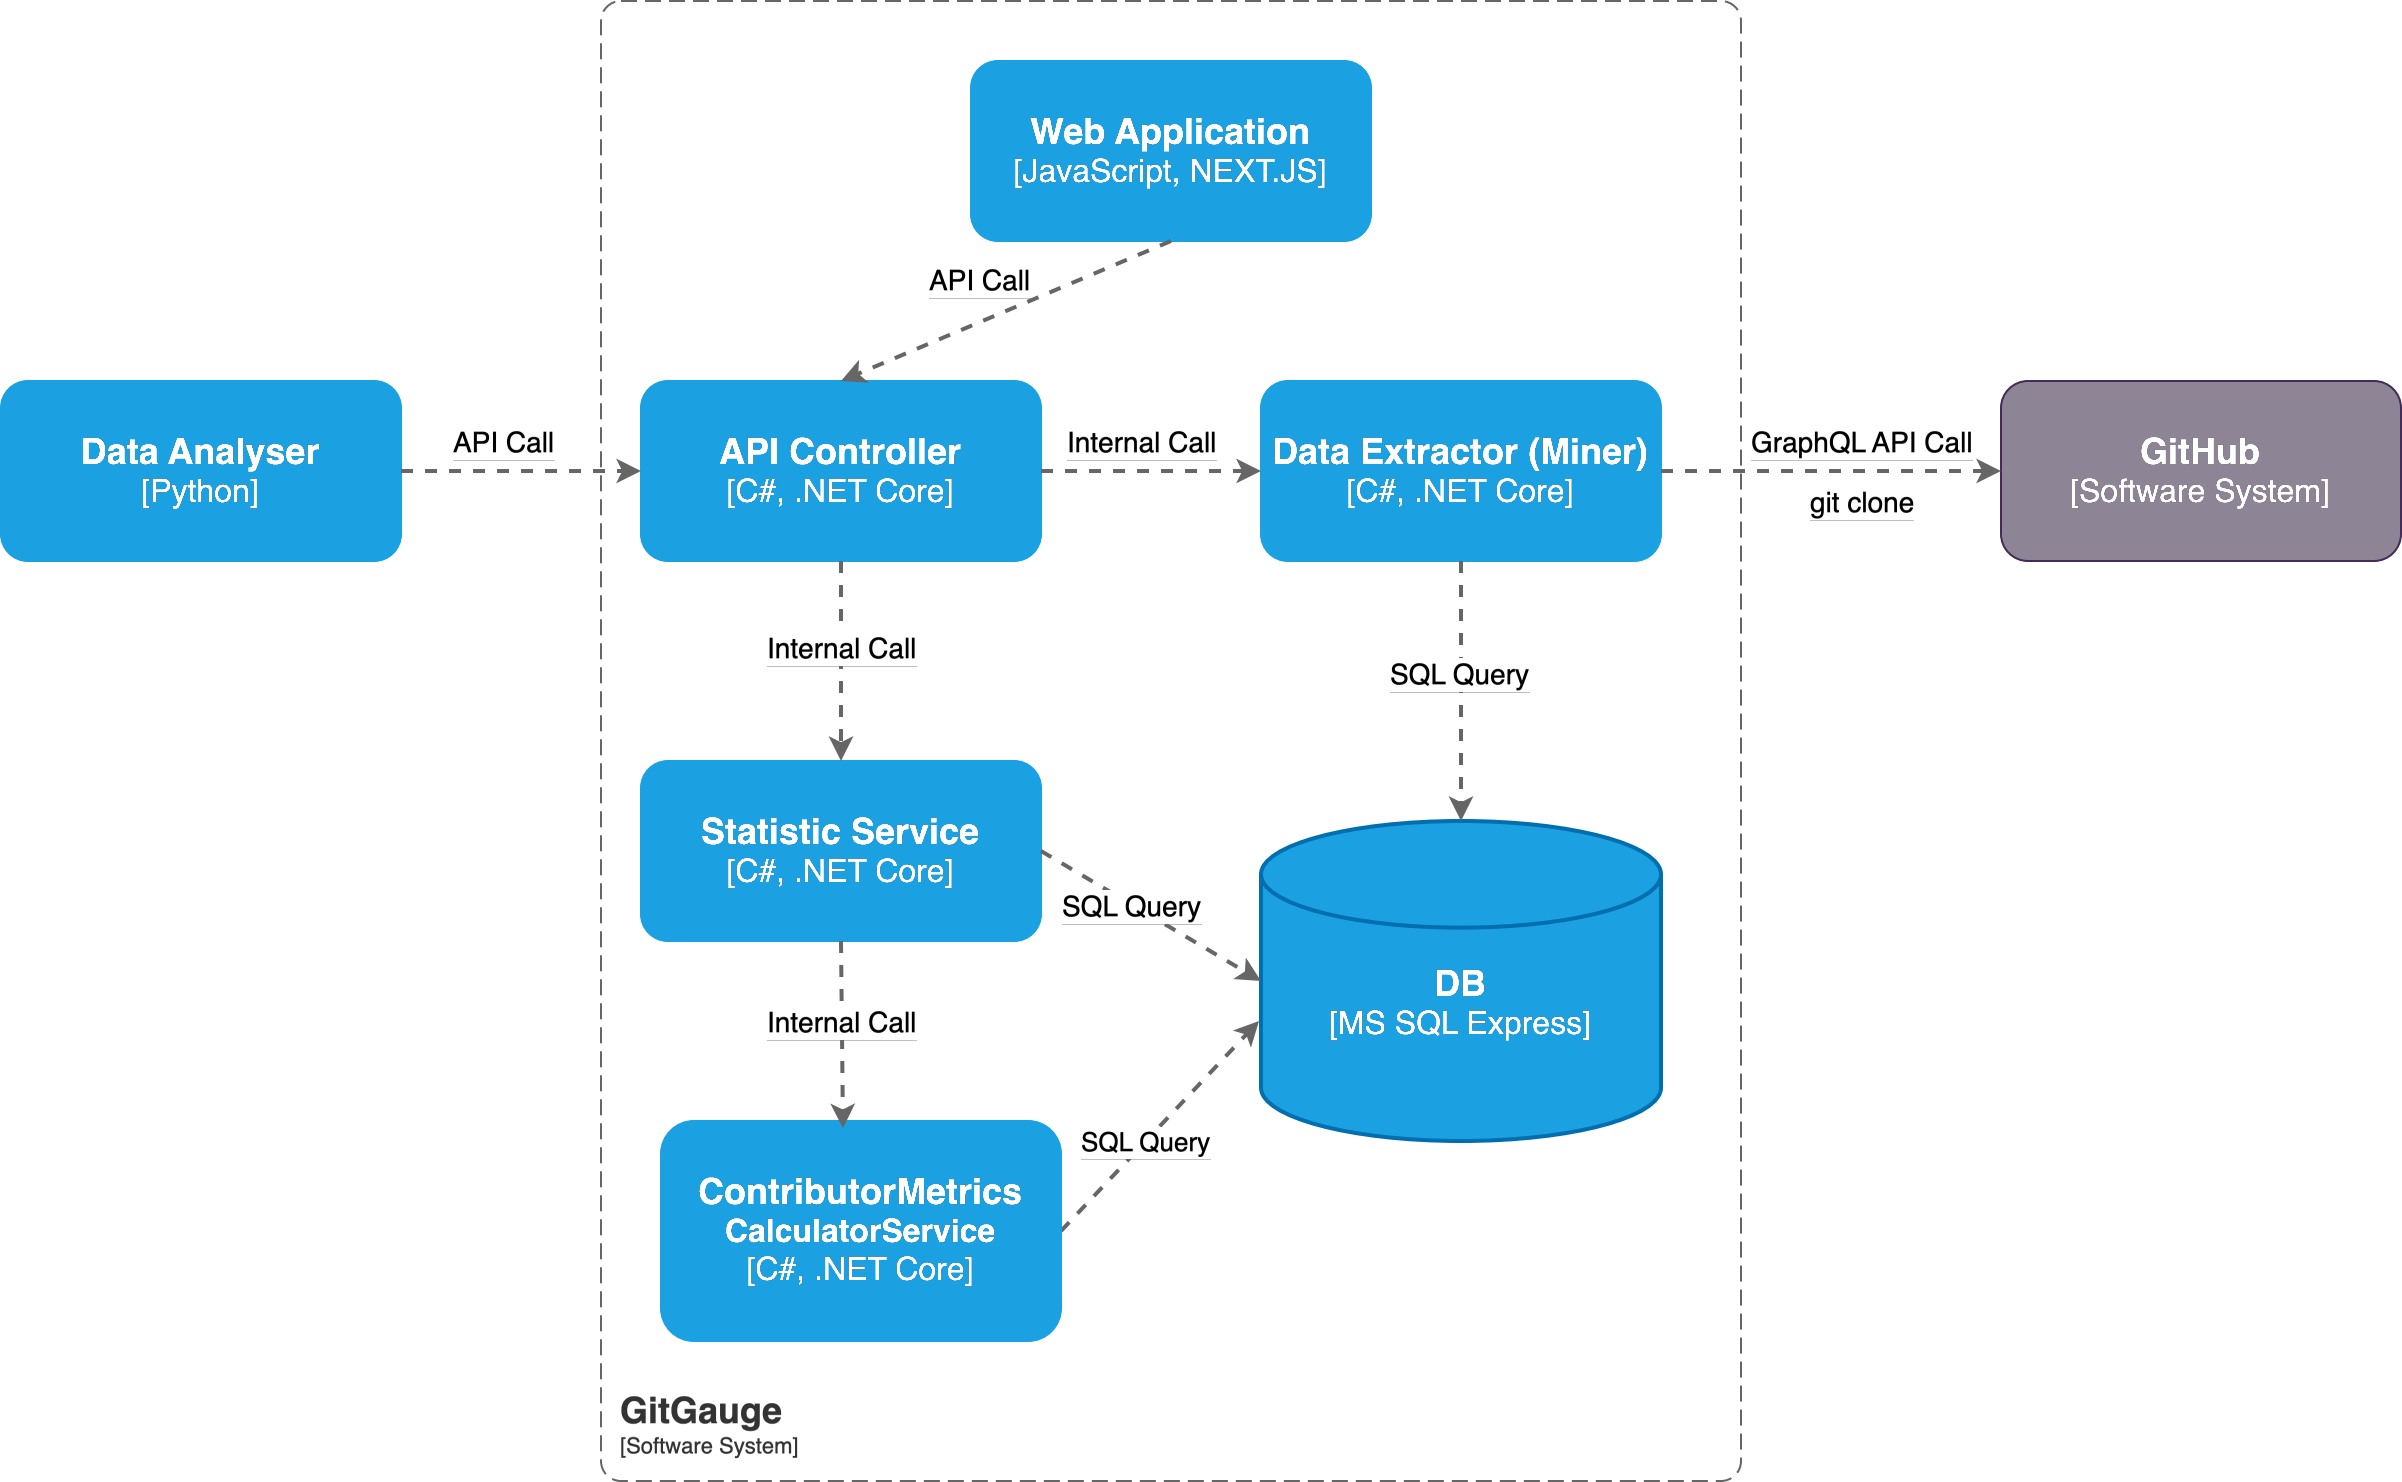 Web Application
[JavaScript, NEXT.JS]
API Call
Data Analyser
[Python]
API Call
API Controller
[C#, .NET Core]
Internal Call
Data Extractor (Miner)
[C#, .NET Core]
GraphQL API Call
git clone
GitHub
[Software System]
Internal Call
SQL Query
Statistic Service
[C#, .NET Core]
SQL Query
DB
[MS SQL Express]
Internal Call
SQL Query
ContributorMetrics
CalculatorService
[C#, .NET Core]
GitGauge
[Software System]